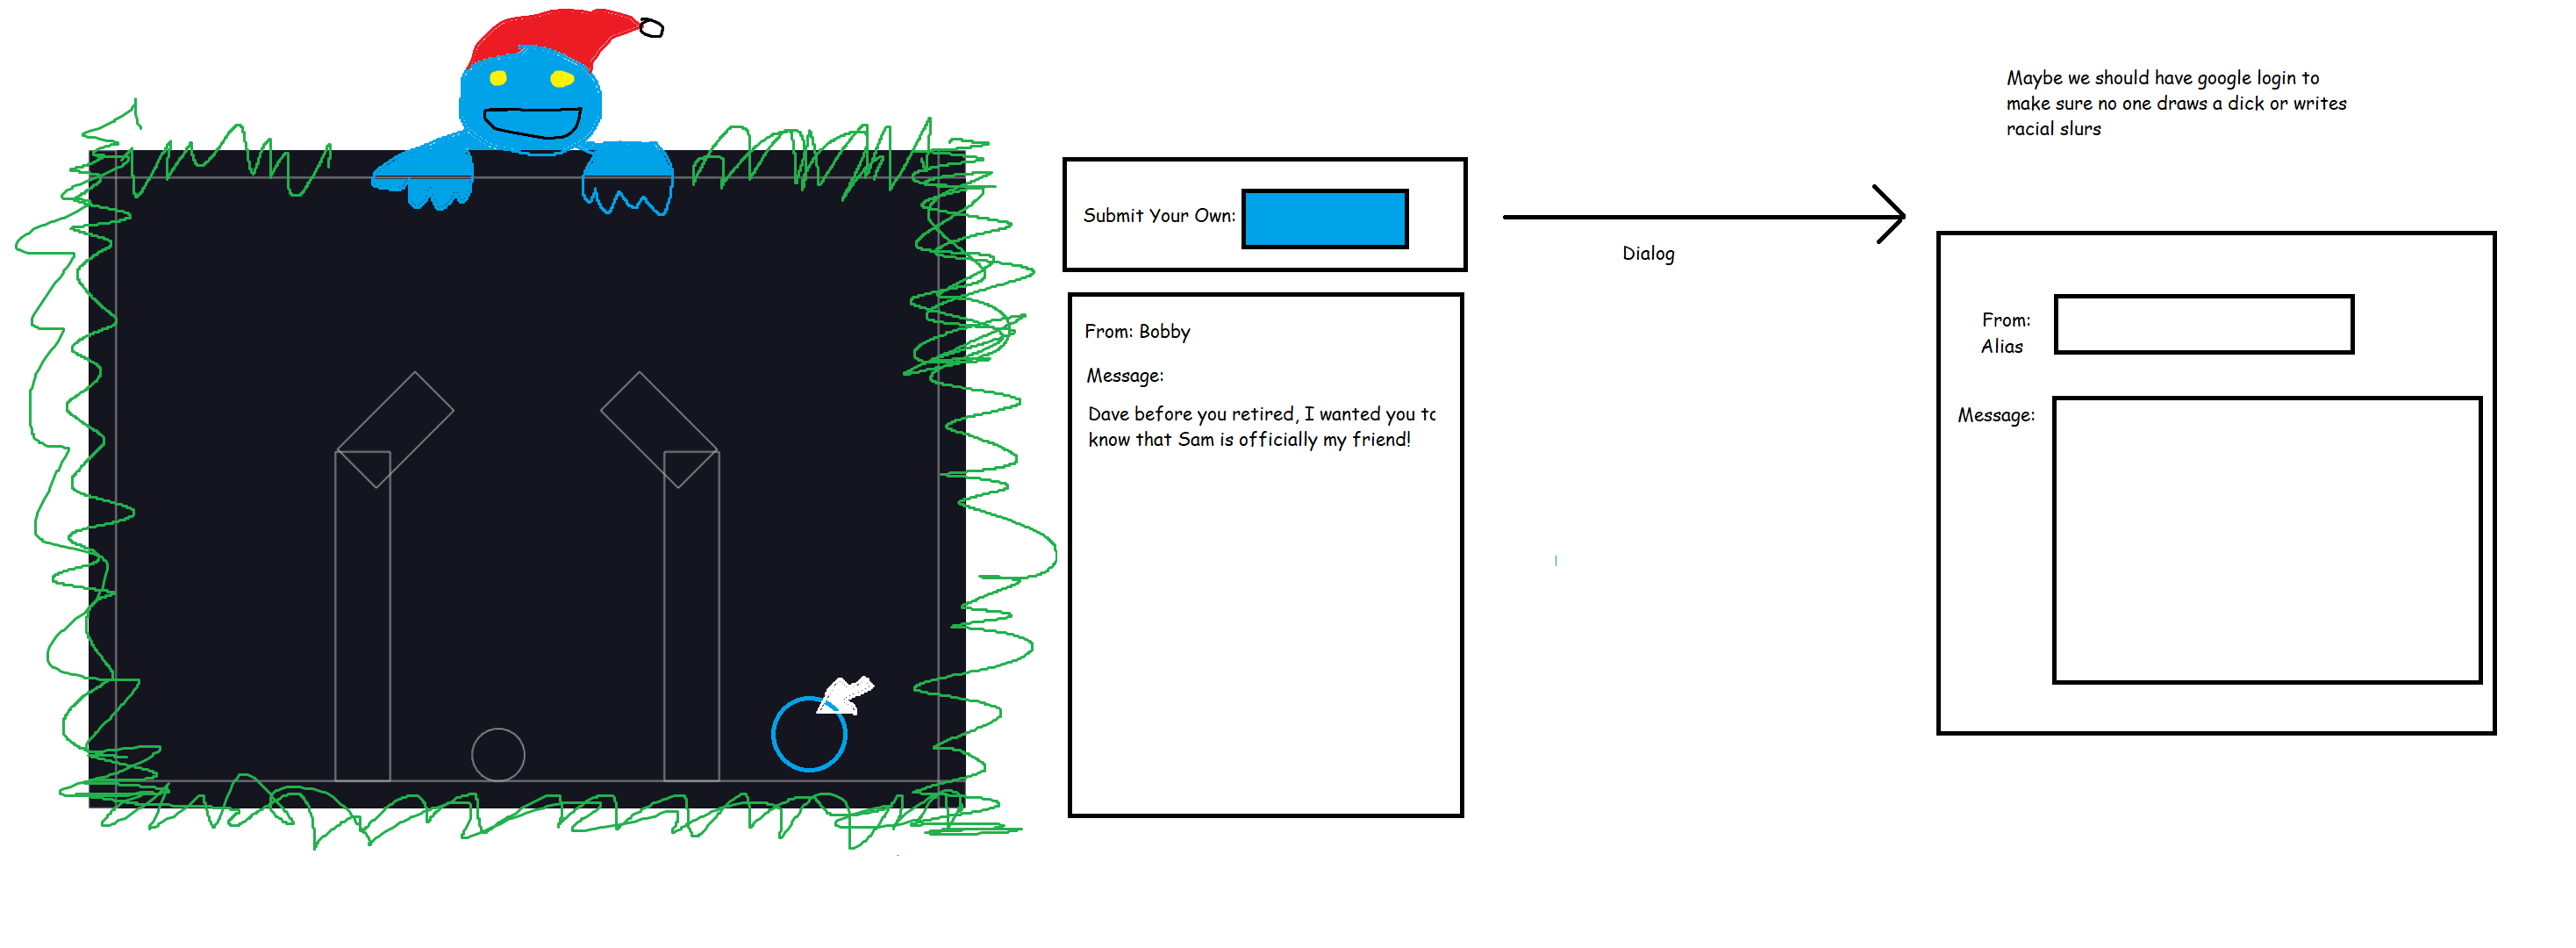 Maybe we should have google login to
make sure no one draws a dick or writes
racial slurs
Submit Your Own:
Dialog
From: Bobby
Message:
Dave before you retired, I wanted you to
know that Sam is officially my friend!
From:
Alias
Message: